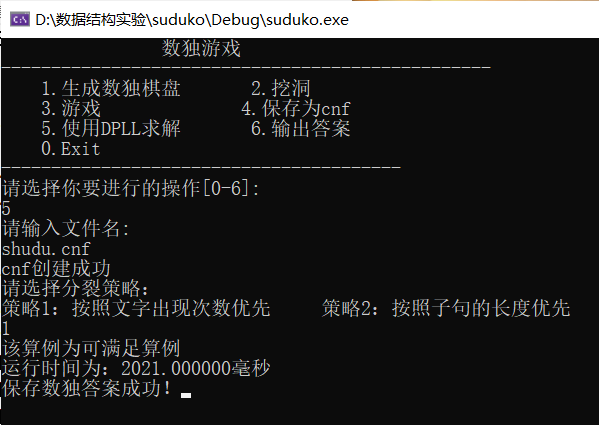 D:\数据结构实验\suduko\Debug\suduko.exe
数独游戏
-------------------------------------------------
1.生成数独棋盘 2.挖洞
3.游戏 4.保存为cnf
5.使用DPLL求解 6.输出答案
0.Exit
----------------------------------------
请选择你要进行的操作[0-6]:
5
请输入文件名:
shudu.cnf
cnf创建成功
请选择分裂策略:
策略1: 按照文字出现次数优先 策略2: 按照子句的长度优先
1
该算例为可满足算例
运行时间为: 2021.000000毫秒
保存数独答案成功!